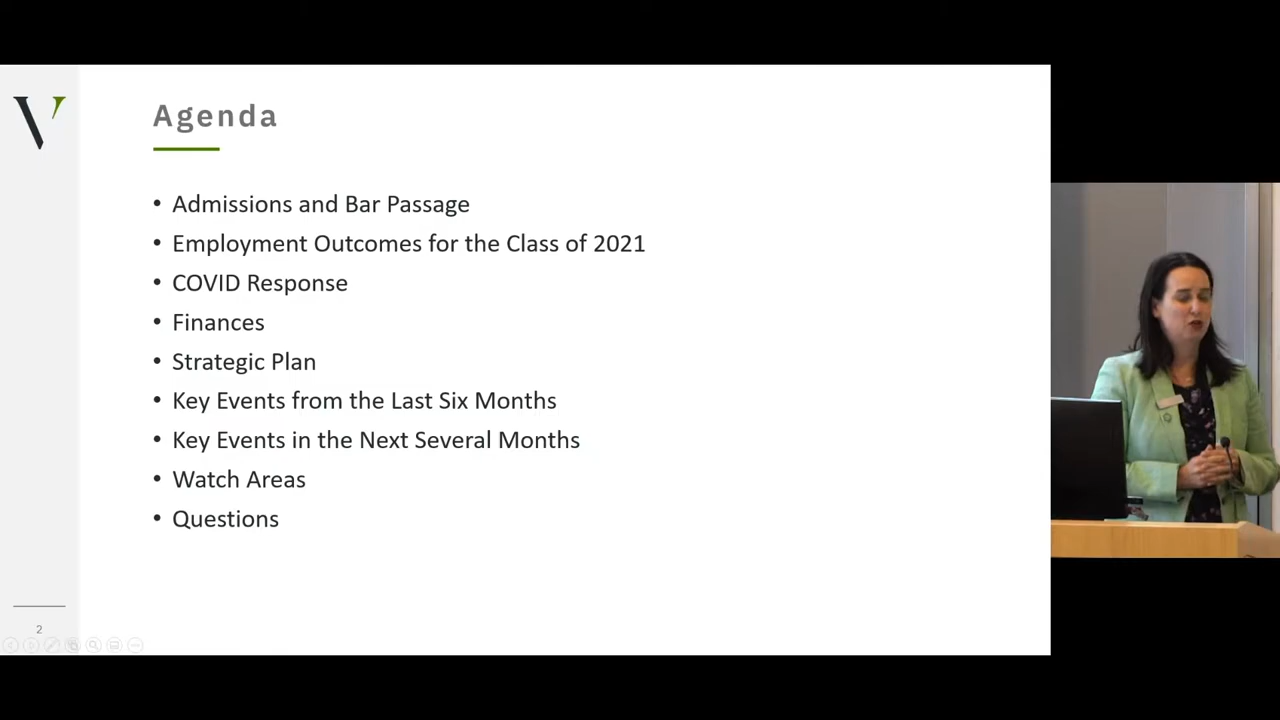 V
Agenda
• Admissions and Bar Passage
• Employment Outcomes for the Class of 2021
• COVID Response
• Finances
• Strategic Plan
• Key Events from the Last Six Months
• Key Events in the Next Several Months
• Watch Areas
• Questions
2